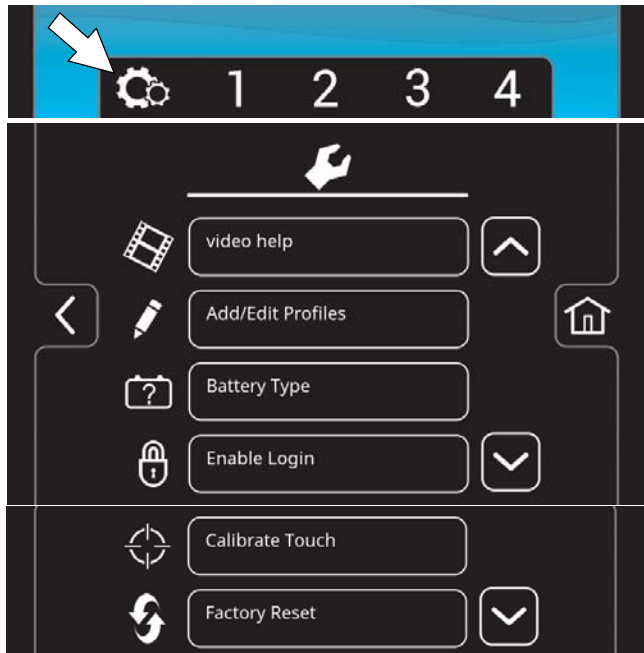 1 2 3 4
video help
Add/Edit Profiles
?
Battery Type
Enable Login
Calibrate Touch
Factory Reset